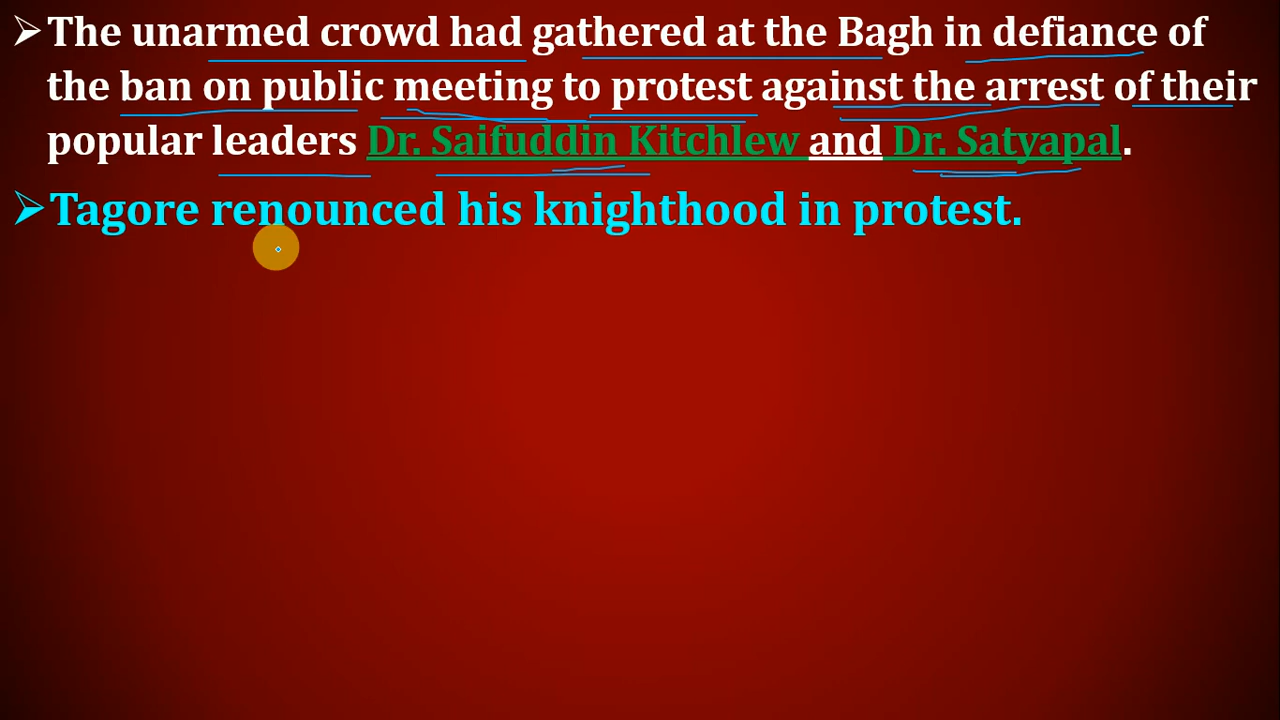 The unarmed crowd had gathered at the Bagh in defiance of
the ban on public meeting to protest against the arrest of their
popular leaders Dr. Saifuddin Kitchlew and Dr. Satyapal.
Tagore renounced his knighthood in protest.